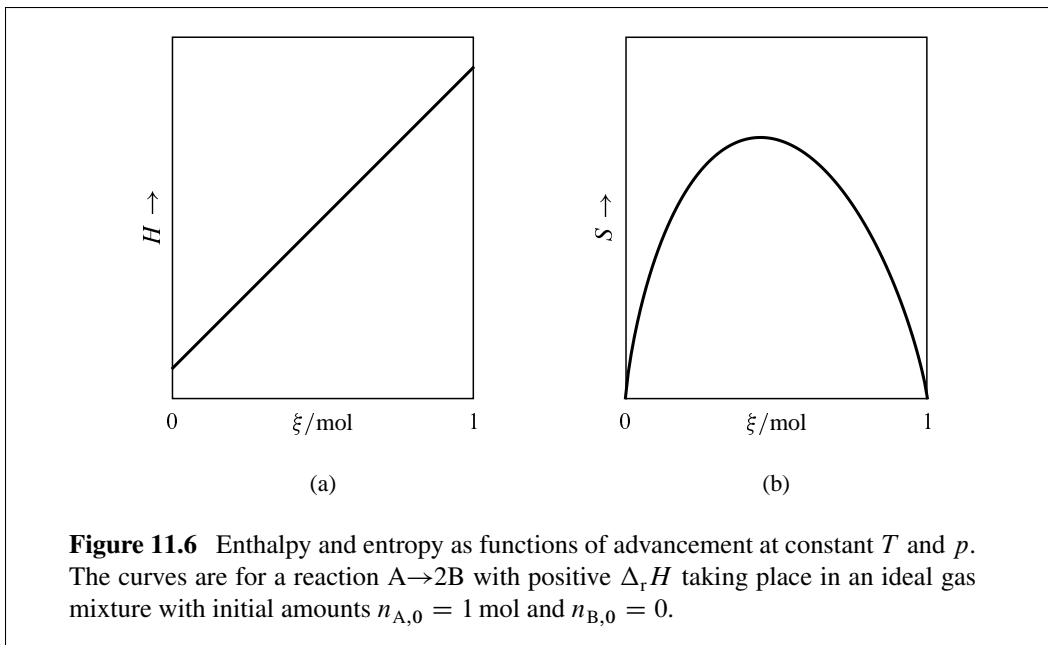 H →
S →
0 ξ/mol 1
0 ξ/mol 1
(a)
(b)
Figure 11.6 Enthalpy and entropy as functions of advancement at constant T and p.
The curves are for a reaction A→2B with positive ΔrH taking place in an ideal gas
mixture with initial amounts nA,0 = 1 mol and nB,0 = 0.